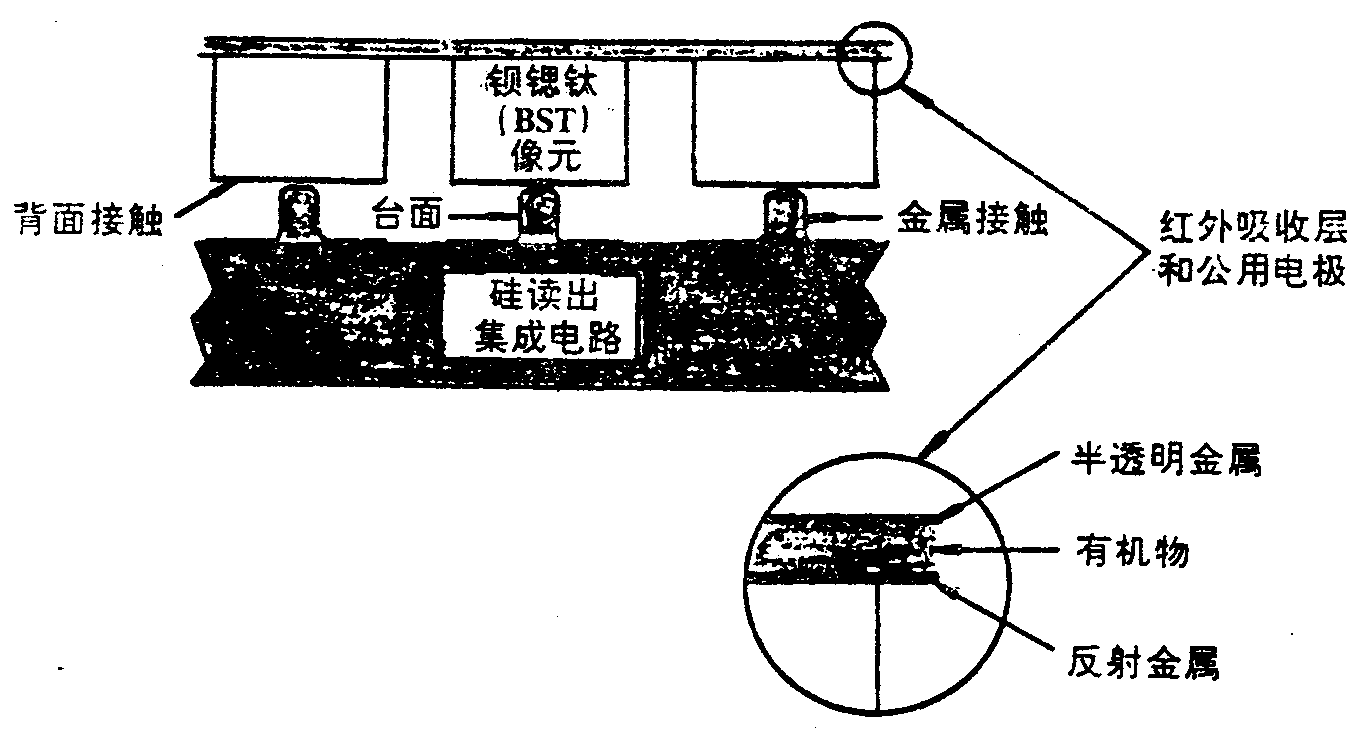 钡锶钛
(BST)
像元
背面接触
台面
金属接触
红外吸收层
和公用电极
硅读出
集成电路
半透明金属
有机物
反射金属